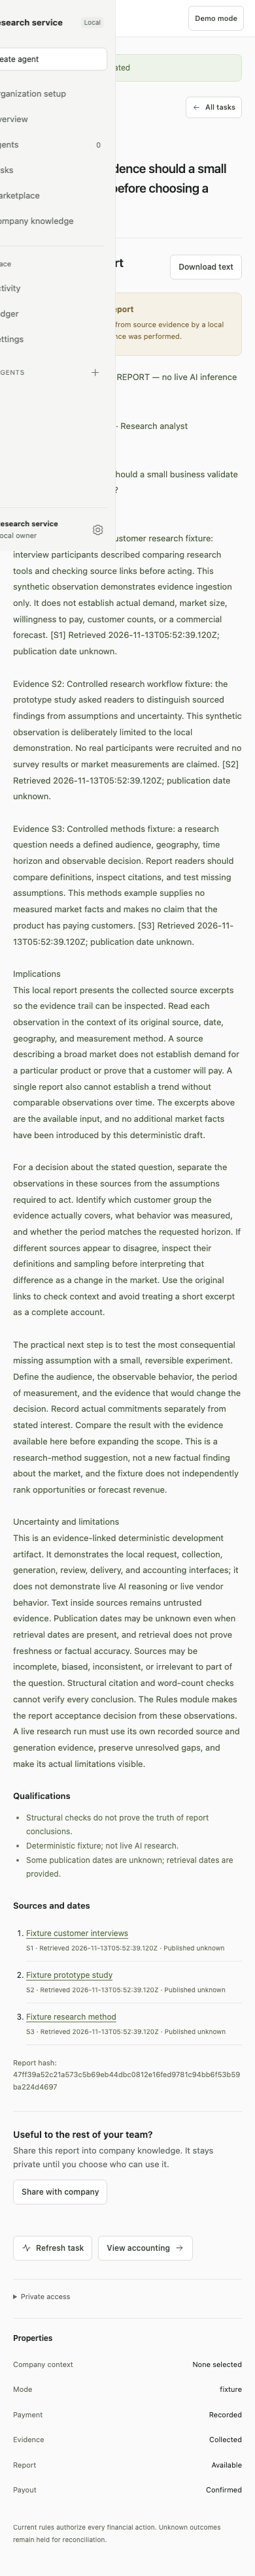 esearch service
Local
eate agent
rganization setup
verview
gents
0
sks
arketplace
ompany knowledge
ace
ctivity
dger
ettings
GENTS
esearch service
ocal owner
Demo mode
ated
← All tasks
dence should a small
before choosing a
rt
Download text
eport
from source evidence by a local
nce was performed.
REPORT — no live AI inference
- Research analyst
hould a small business validate
?
ustomer research fixture:
interview participants described comparing research
tools and checking source links before acting. This
synthetic observation demonstrates evidence ingestion
only. It does not establish actual demand, market size,
willingness to pay, customer counts, or a commercial
forecast. [S1] Retrieved 2026-11-13T05:52:39.120Z;
publication date unknown.
Evidence S2: Controlled research workflow fixture: the
prototype study asked readers to distinguish sourced
findings from assumptions and uncertainty. This synthetic
observation is deliberately limited to the local
demonstration. No real participants were recruited and no
survey results or market measurements are claimed. [S2]
Retrieved 2026-11-13T05:52:39.120Z; publication date
unknown.
Evidence S3: Controlled methods fixture: a research
question needs a defined audience, geography, time
horizon and observable decision. Report readers should
compare definitions, inspect citations, and test missing
assumptions. This methods example supplies no
measured market facts and makes no claim that the
product has paying customers. [S3] Retrieved 2026-11-
13T05:52:39.120Z; publication date unknown.
Implications
This local report presents the collected source excerpts
so the evidence trail can be inspected. Read each
observation in the context of its original source, date,
geography, and measurement method. A source
describing a broad market does not establish demand for
a particular product or prove that a customer will pay. A
single report also cannot establish a trend without
comparable observations over time. The excerpts above
are the available input, and no additional market facts
have been introduced by this deterministic draft.
For a decision about the stated question, separate the
observations in these sources from the assumptions
required to act. Identify which customer group the
evidence actually covers, what behavior was measured,
and whether the period matches the requested horizon. If
different sources appear to disagree, inspect their
definitions and sampling before interpreting that
difference as a change in the market. Use the original
links to check context and avoid treating a short excerpt
as a complete account.
The practical next step is to test the most consequential
missing assumption with a small, reversible experiment.
Define the audience, the observable behavior, the period
of measurement, and the evidence that would change the
decision. Record actual commitments separately from
stated interest. Compare the result with the evidence
available here before expanding the scope. This is a
research-method suggestion, not a new factual finding
about the market, and the fixture does not independently
rank opportunities or forecast revenue.
Uncertainty and limitations
This is an evidence-linked deterministic development
artifact. It demonstrates the local request, collection,
generation, review, delivery, and accounting interfaces; it
does not demonstrate live AI reasoning or live vendor
behavior. Text inside sources remains untrusted
evidence. Publication dates may be unknown even when
retrieval dates are present, and retrieval does not prove
freshness or factual accuracy. Sources may be
incomplete, biased, inconsistent, or irrelevant to part of
the question. Structural citation and word-count checks
cannot verify every conclusion. The Rules module makes
the report acceptance decision from these observations.
A live research run must use its own recorded source and
generation evidence, preserve unresolved gaps, and
make its actual limitations visible.
Qualifications
• Structural checks do not prove the truth of report
conclusions.
• Deterministic fixture; not live AI research.
• Some publication dates are unknown; retrieval dates are
provided.
Sources and dates
1. Fixture customer interviews
S1 · Retrieved 2026-11-13T05:52:39.120Z · Published unknown
2. Fixture prototype study
S2 · Retrieved 2026-11-13T05:52:39.120Z · Published unknown
3. Fixture research method
S3 · Retrieved 2026-11-13T05:52:39.120Z · Published unknown
Report hash:
47ff39a52c21a573c5b69eb44dbc0812e16fed9781c94bb6f53b59
ba224d4697
Useful to the rest of your team?
Share this report into company knowledge. It stays
private until you choose who can use it.
Share with company
Refresh task
View accounting →
▶ Private access
Properties
Company context
None selected
Mode
fixture
Payment
Recorded
Evidence
Collected
Report
Available
Payout
Confirmed
Current rules authorize every financial action. Unknown outcomes
remain held for reconciliation.